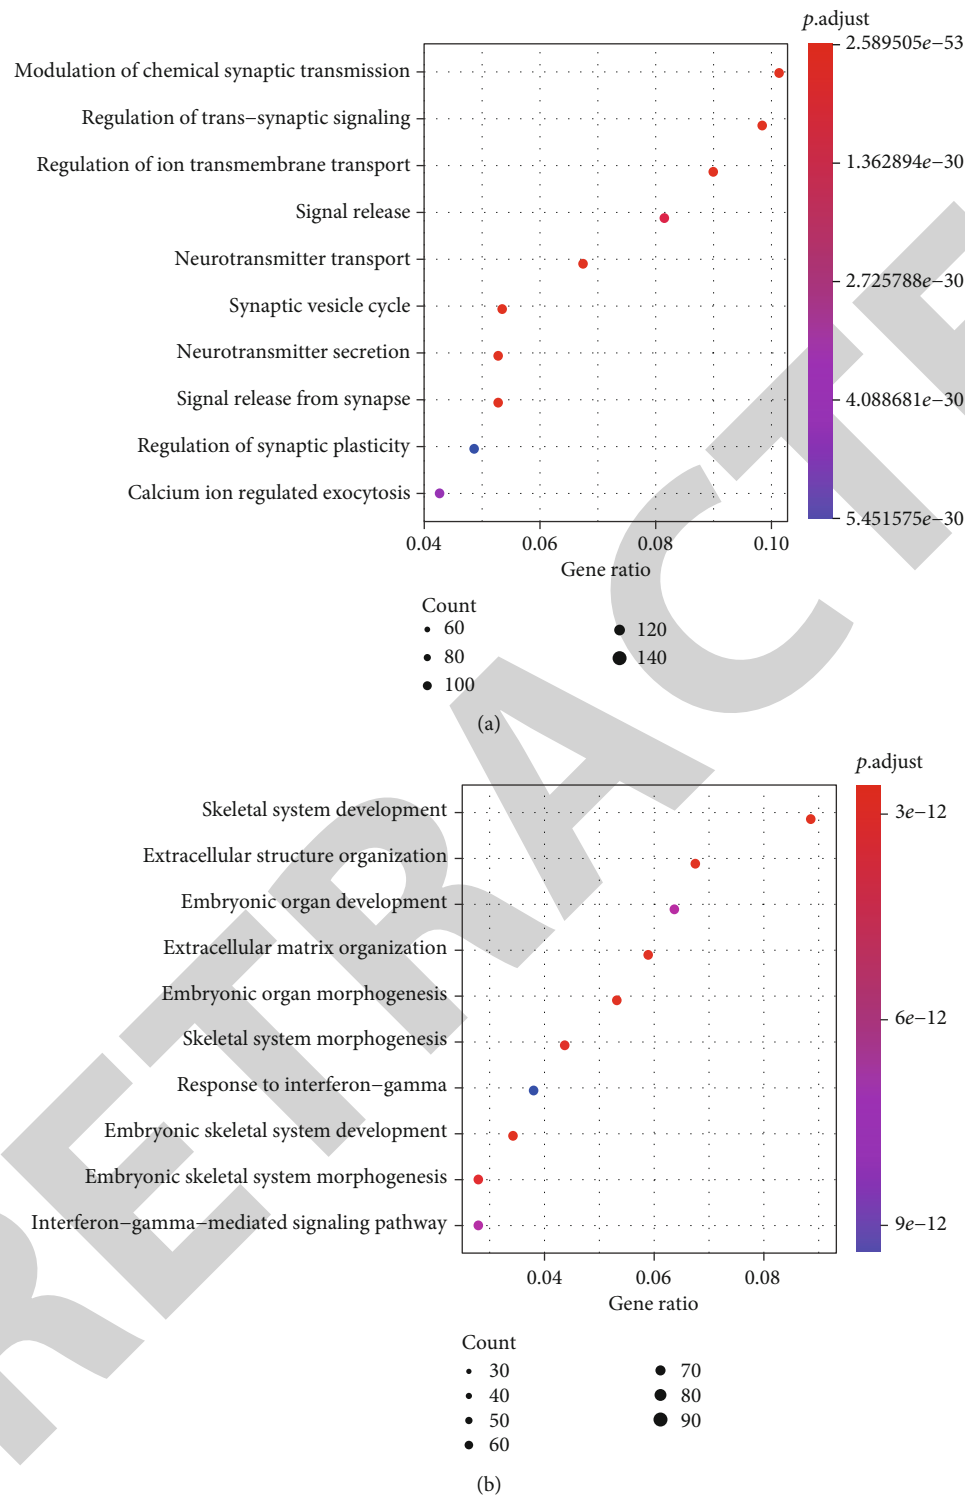 p.adjust
2.589505e−53
Modulation of chemical synaptic transmission
Regulation of trans−synaptic signaling
1.362894e−30
Regulation of ion transmembrane transport
Signal release
Neurotransmitter transport
2.725788e−30
Synaptic vesicle cycle
Neurotransmitter secretion
Signal release from synapse
4.088681e−30
Regulation of synaptic plasticity
Calcium ion regulated exocytosis
5.451575e−30
0.04 0.06 0.08 0.10
Gene ratio
Count
60 120
80 140
100
(a)
p.adjust
Skeletal system development
3e−12
Extracellular structure organization
Embryonic organ development
Extracellular matrix organization
Embryonic organ morphogenesis
6e−12
Skeletal system morphogenesis
Response to interferon−gamma
Embryonic skeletal system development
Embryonic skeletal system morphogenesis
Interferon−gamma−mediated signaling pathway
9e−12
0.04 0.06 0.08
Gene ratio
Count
30 70
40 80
50 90
60
(b)
RETRACTE